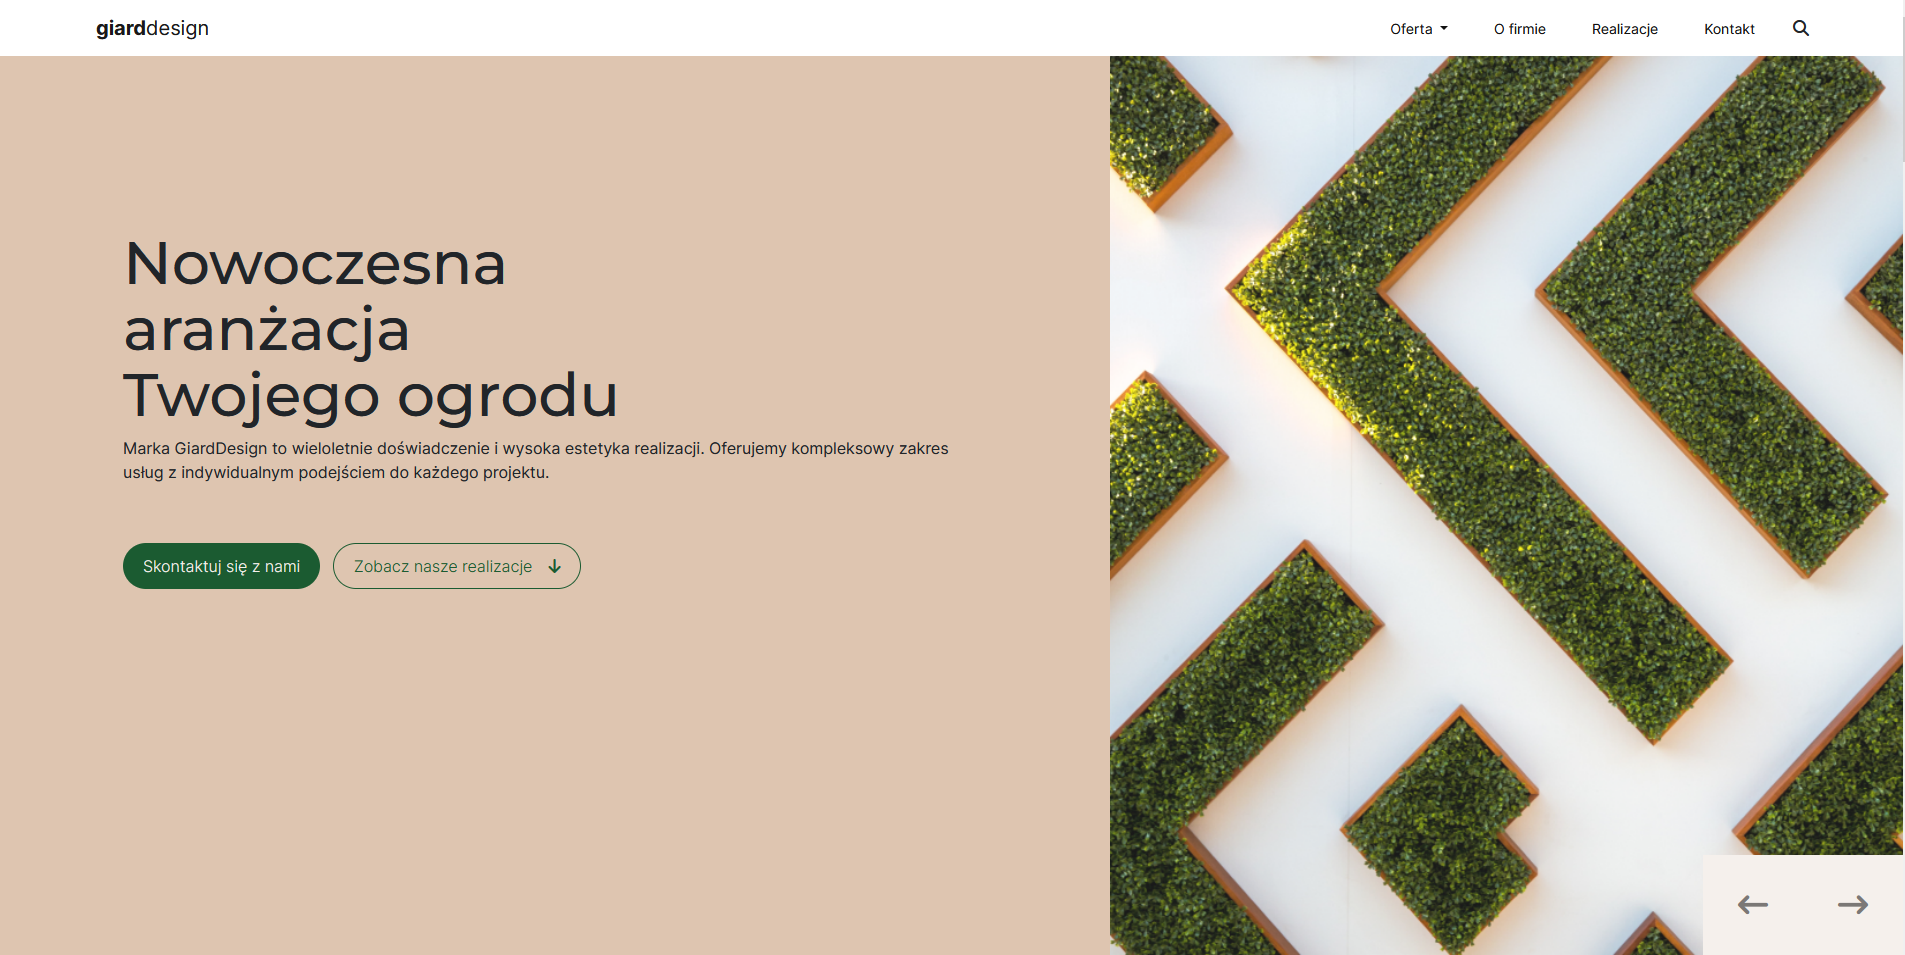 giarddesign
Oferta
O firmie
Realizacje
Kontakt
Nowoczesna
aranżacja
Twojego ogrodu
Marka GiardDesign to wieloletnie doświadczenie i wysoka estetyka realizacji. Oferujemy kompleksowy zakres
usług z indywidualnym podejściem do każdego projektu.
Skontaktuj się z nami
Zobacz nasze realizacje